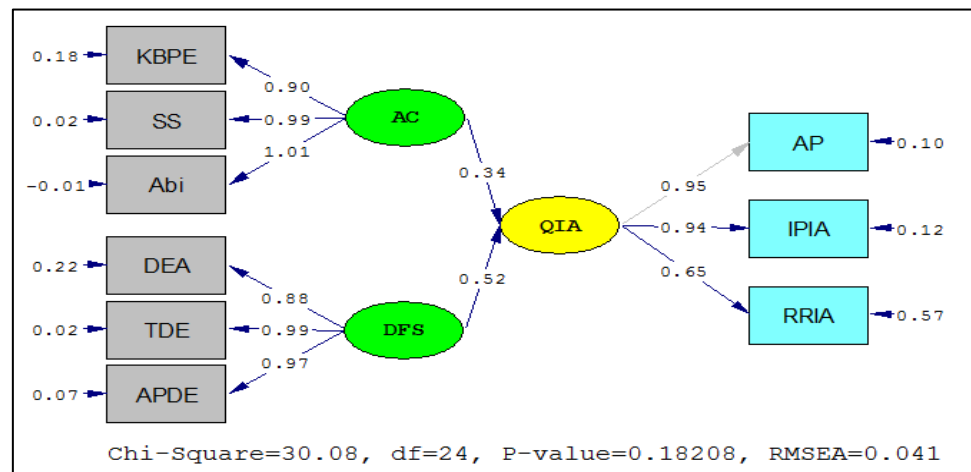 0.18 KBPE 0.90
0.02 SS 0.99 AC
-0.01 Abi 1.01
0.34
AP 0.10
0.95
QIA 0.94 IPIA 0.12
0.65
RRIA 0.57
0.22 DEA 0.88
0.52
0.02 TDE 0.99 DFS
0.07 APDE 0.97
Chi-Square=30.08, df=24, P-value=0.18208, RMSEA=0.041